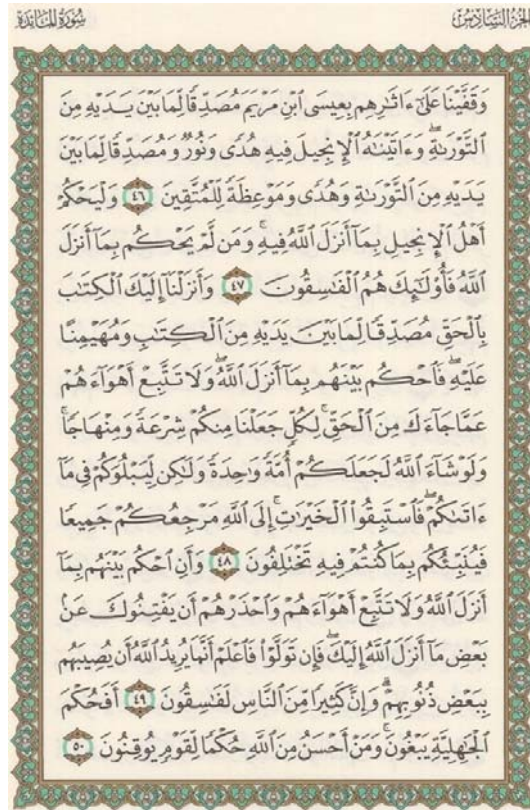 الجزء السادس
سورة المائدة
وَقَفَّيْنَا عَلَىٰٓ ءَاثَٰرِهِم بِعِيسَى ٱبْنِ مَرْيَمَ مُصَدِّقًا لِّمَا بَيْنَ يَدَيْهِ مِنَ
ٱلتَّوْرَىٰةِۖ وَءَاتَيْنَٰهُ ٱلْإِنجِيلَ فِيهِ هُدًى وَنُورٌ وَمُصَدِّقًا لِّمَا بَيْنَ
يَدَيْهِ مِنَ ٱلتَّوْرَىٰةِ وَهُدًى وَمَوْعِظَةً لِّلْمُتَّقِينَ ٤٦ وَلْيَحْكُمْ
أَهْلُ ٱلْإِنجِيلِ بِمَآ أَنزَلَ ٱللَّهُ فِيهِۚ وَمَن لَّمْ يَحْكُم بِمَآ أَنزَلَ
ٱللَّهُ فَأُو۟لَٰٓئِكَ هُمُ ٱلْفَٰسِقُونَ ٤٧ وَأَنزَلْنَآ إِلَيْكَ ٱلْكِتَٰبَ
بِٱلْحَقِّ مُصَدِّقًا لِّمَا بَيْنَ يَدَيْهِ مِنَ ٱلْكِتَٰبِ وَمُهَيْمِنًا
عَلَيْهِۖ فَٱحْكُم بَيْنَهُم بِمَآ أَنزَلَ ٱللَّهُۖ وَلَا تَتَّبِعْ أَهْوَآءَهُمْ
عَمَّا جَآءَكَ مِنَ ٱلْحَقِّۚ لِكُلٍّ جَعَلْنَا مِنكُمْ شِرْعَةً وَمِنْهَاجًاۚ
وَلَوْ شَآءَ ٱللَّهُ لَجَعَلَكُمْ أُمَّةً وَٰحِدَةً وَلَٰكِن لِّيَبْلُوَكُمْ فِى مَآ
ءَاتَىٰكُمْۖ فَٱسْتَبِقُوا۟ ٱلْخَيْرَٰتِۚ إِلَى ٱللَّهِ مَرْجِعُكُمْ جَمِيعًا
فَيُنَبِّئُكُم بِمَا كُنتُمْ فِيهِ تَخْتَلِفُونَ ٤٨ وَأَنِ ٱحْكُم بَيْنَهُم بِمَآ
أَنزَلَ ٱللَّهُ وَلَا تَتَّبِعْ أَهْوَآءَهُمْ وَٱحْذَرْهُمْ أَن يَفْتِنُوكَ عَنۢ
بَعْضِ مَآ أَنزَلَ ٱللَّهُ إِلَيْكَۖ فَإِن تَوَلَّوْا۟ فَٱعْلَمْ أَنَّمَا يُرِيدُ ٱللَّهُ أَن يُصِيبَهُم
بِبَعْضِ ذُنُوبِهِمْۗ وَإِنَّ كَثِيرًا مِّنَ ٱلنَّاسِ لَفَٰسِقُونَ ٤٩ أَفَحُكْمَ
ٱلْجَٰهِلِيَّةِ يَبْغُونَۚ وَمَنْ أَحْسَنُ مِنَ ٱللَّهِ حُكْمًا لِّقَوْمٍ يُوقِنُونَ ٥٠